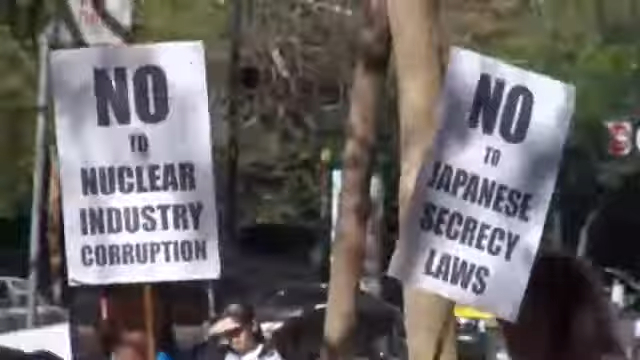 NO
TO
NUCLEAR
INDUSTRY
CORRUPTION
NO
TO
JAPANESE
SECRECY
LAWS